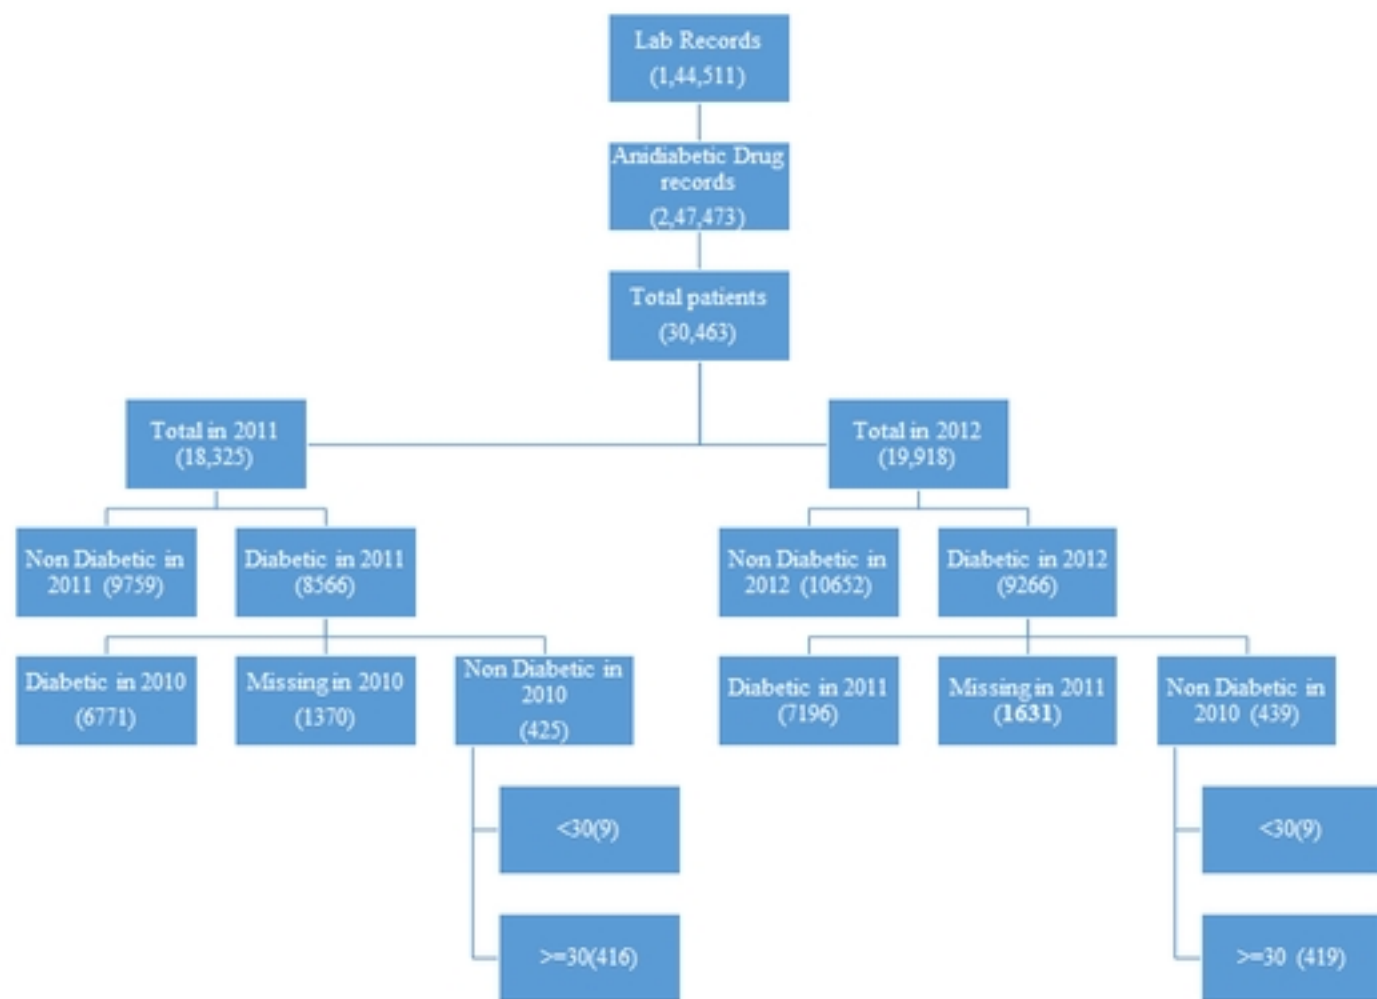 Lab Records
(1,44,511)
Anidiabetic Drug
records
(2,47,473)
Total patients
(30,463)
Total in 2011
(18,325)
Total in 2012
(19,918)
Non Diabetic in
2011 (9759)
Diabetic in 2011
(8566)
Non Diabetic in
2012 (10652)
Diabetic in 2012
(9266)
Diabetic in 2010
(6771)
Missing in 2010
(1370)
Non Diabetic in
2010
(425)
Diabetic in 2011
(7196)
Missing in 2011
(1631)
Non Diabetic in
2010 (439)
<30(9)
<30(9)
>=30(416)
>=30 (419)